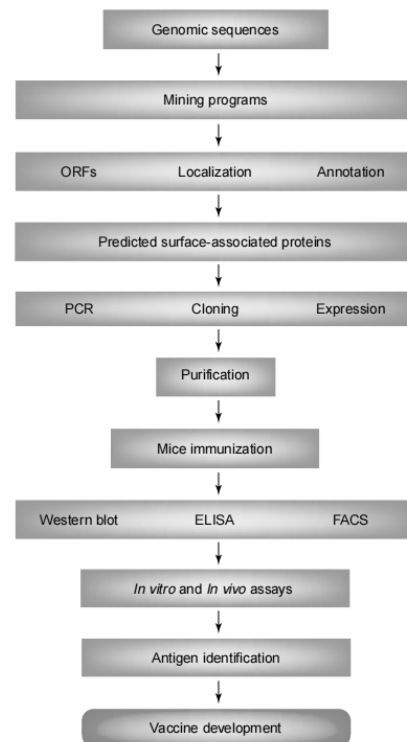 Genomic sequences
Mining programs
ORFs Localization Annotation
Predicted surface-associated proteins
PCR Cloning Expression
Purification
Mice immunization
Western blot ELISA FACS
In vitro and In vivo assays
Antigen identification
Vaccine development